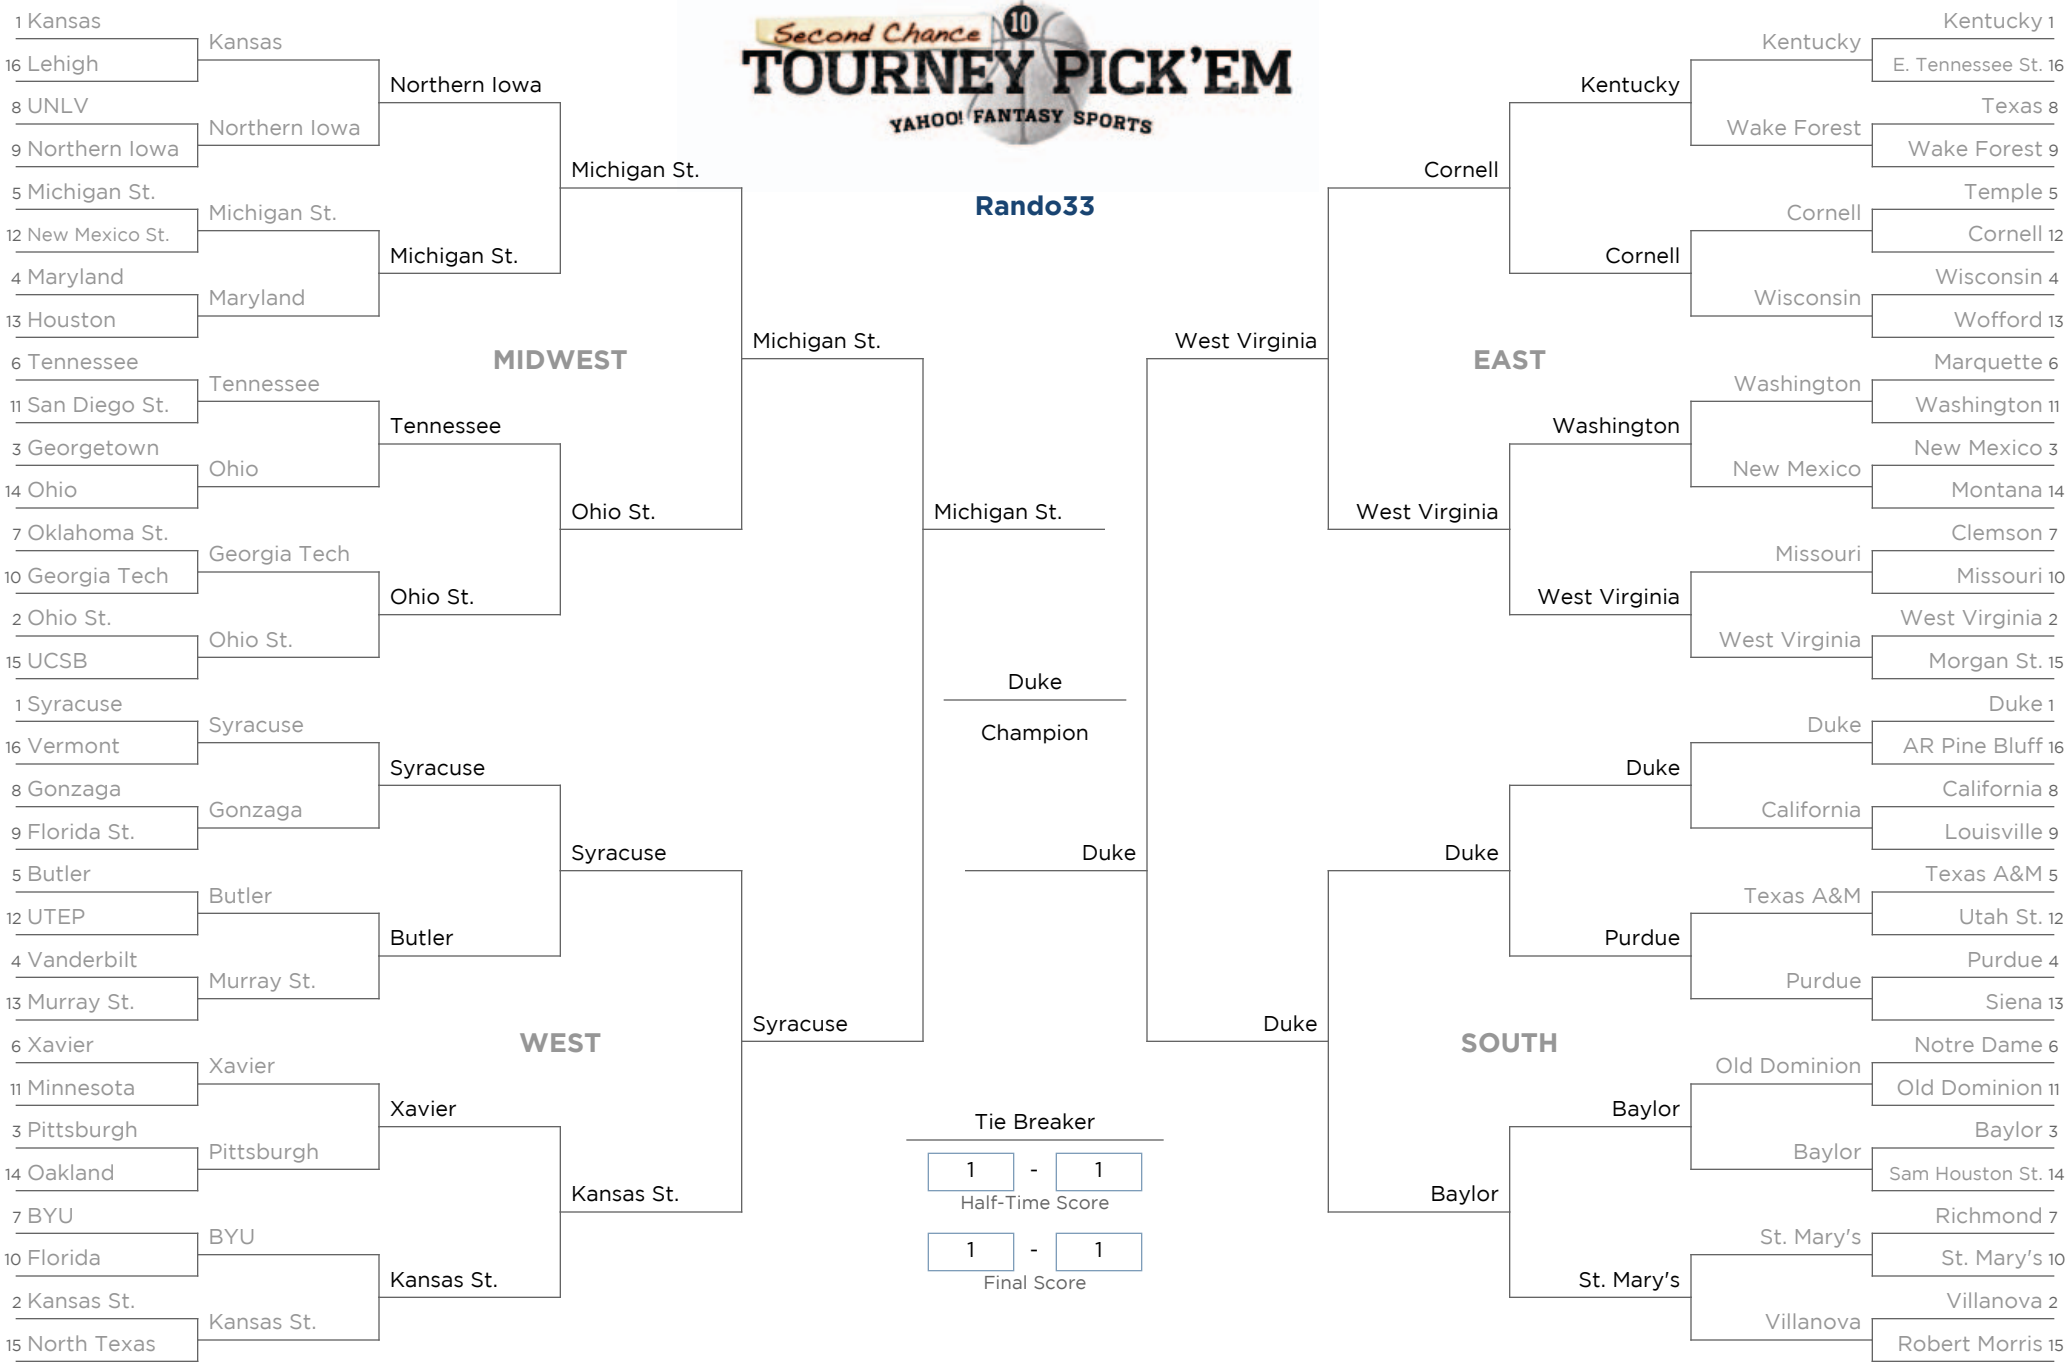 Second Chance 10
TOURNEY PICK'EM
YAHOO! FANTASY SPORTS
Rando33
1 Kansas
16 Lehigh
8 UNLV
9 Northern Iowa
5 Michigan St.
12 New Mexico St.
4 Maryland
13 Houston
6 Tennessee
11 San Diego St.
3 Georgetown
14 Ohio
7 Oklahoma St.
10 Georgia Tech
2 Ohio St.
15 UCSB
Kansas
Northern Iowa
Michigan St.
Maryland
Tennessee
Ohio
Georgia Tech
Ohio St.
Northern Iowa
Michigan St.
Tennessee
Ohio St.
Michigan St.
Ohio St.
MIDWEST
Michigan St.
1 Syracuse
16 Vermont
8 Gonzaga
9 Florida St.
5 Butler
12 UTEP
4 Vanderbilt
13 Murray St.
6 Xavier
11 Minnesota
3 Pittsburgh
14 Oakland
7 BYU
10 Florida
2 Kansas St.
15 North Texas
Syracuse
Gonzaga
Butler
Murray St.
Xavier
Pittsburgh
BYU
Kansas St.
Syracuse
Butler
Xavier
Kansas St.
Syracuse
Kansas St.
WEST
Syracuse
Michigan St.
Duke
Champion
Duke
Tie Breaker
1 - 1
Half-Time Score
1 - 1
Final Score
West Virginia
EAST
Cornell
West Virginia
Kentucky
Cornell
Washington
West Virginia
Kentucky
Wake Forest
Cornell
Wisconsin
Washington
New Mexico
Missouri
West Virginia
Kentucky 1
E. Tennessee St. 16
Texas 8
Wake Forest 9
Temple 5
Cornell 12
Wisconsin 4
Wofford 13
Marquette 6
Washington 11
New Mexico 3
Montana 14
Clemson 7
Missouri 10
West Virginia 2
Morgan St. 15
Duke
SOUTH
Duke
Baylor
Duke
Purdue
Baylor
St. Mary's
Duke
California
Texas A&M
Purdue
Old Dominion
Baylor
St. Mary's
Villanova
Duke 1
AR Pine Bluff 16
California 8
Louisville 9
Texas A&M 5
Utah St. 12
Purdue 4
Siena 13
Notre Dame 6
Old Dominion 11
Baylor 3
Sam Houston St. 14
Richmond 7
St. Mary's 10
Villanova 2
Robert Morris 15